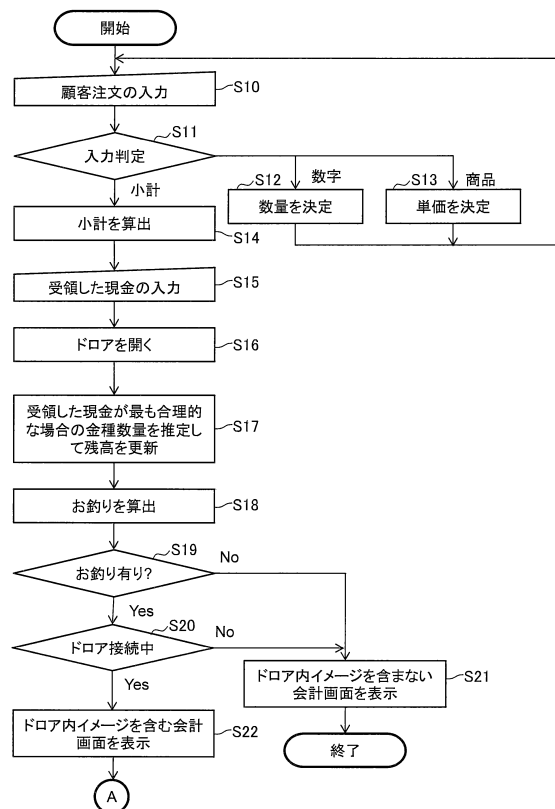 開始
顧客注文の入力
S10
入力判定
S11
小計
数字
商品
S12
数量を決定
S13
単価を決定
小計を算出
S14
受領した現金の入力
S15
ドロアを開く
S16
受領した現金が最も合理的
な場合の金種数量を推定し
て残高を更新
S17
お釣りを算出
S18
お釣り有り?
S19
No
Yes
ドロア接続中
S20
No
Yes
ドロア内イメージを含まない
会計画面を表示
S21
ドロア内イメージを含む会計
画面を表示
S22
終了
A